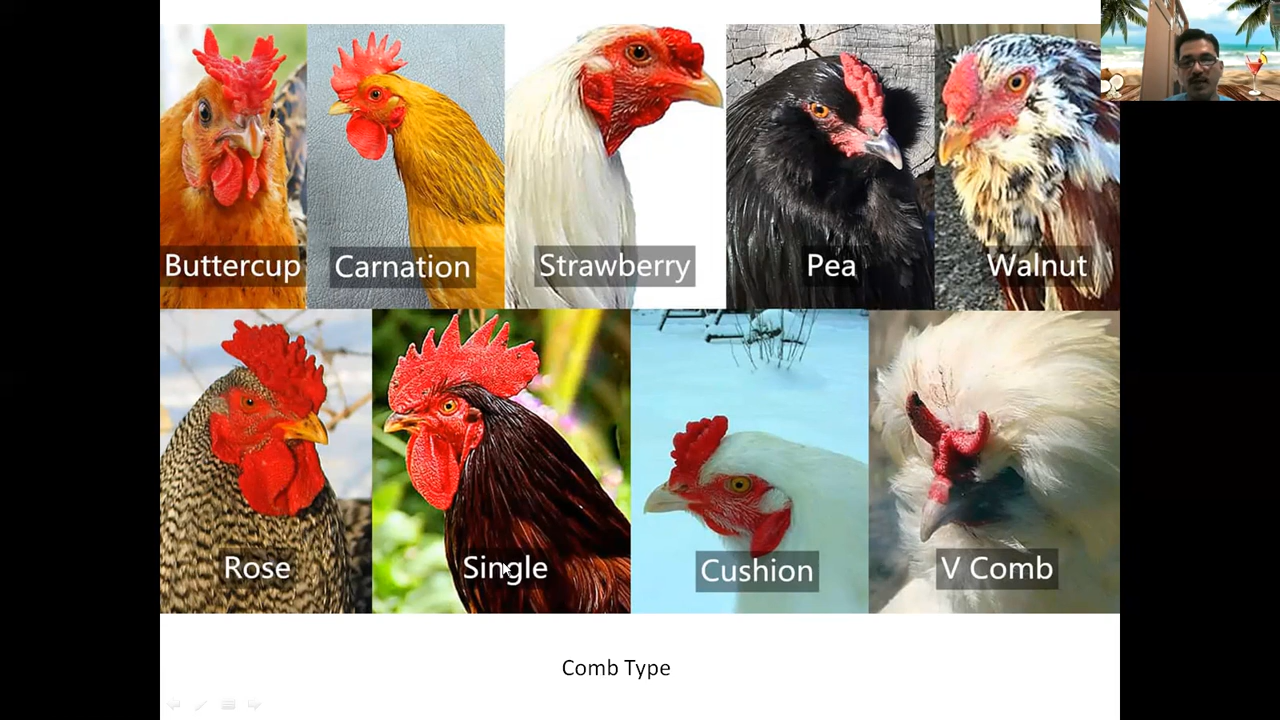 Buttercup
Carnation
Strawberry
Pea
Walnut
Rose
Single
Cushion
V Comb
Comb Type